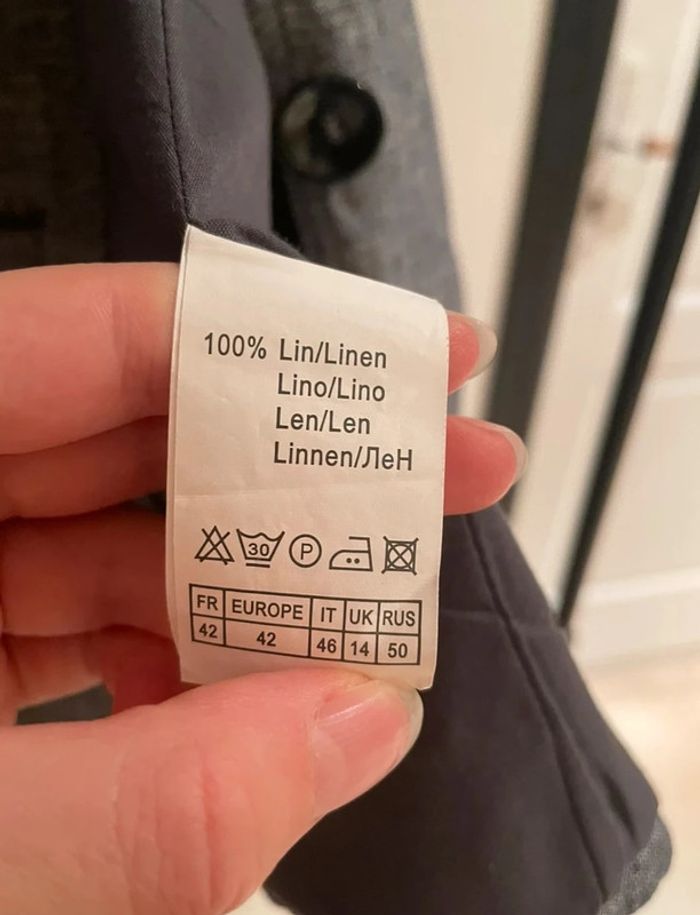 100% Lin/Linen
Lino/Lino
Len/Len
Linnen/ЛеН
30 P
FR EUROPE IT UK RUS
42 42 46 14 50